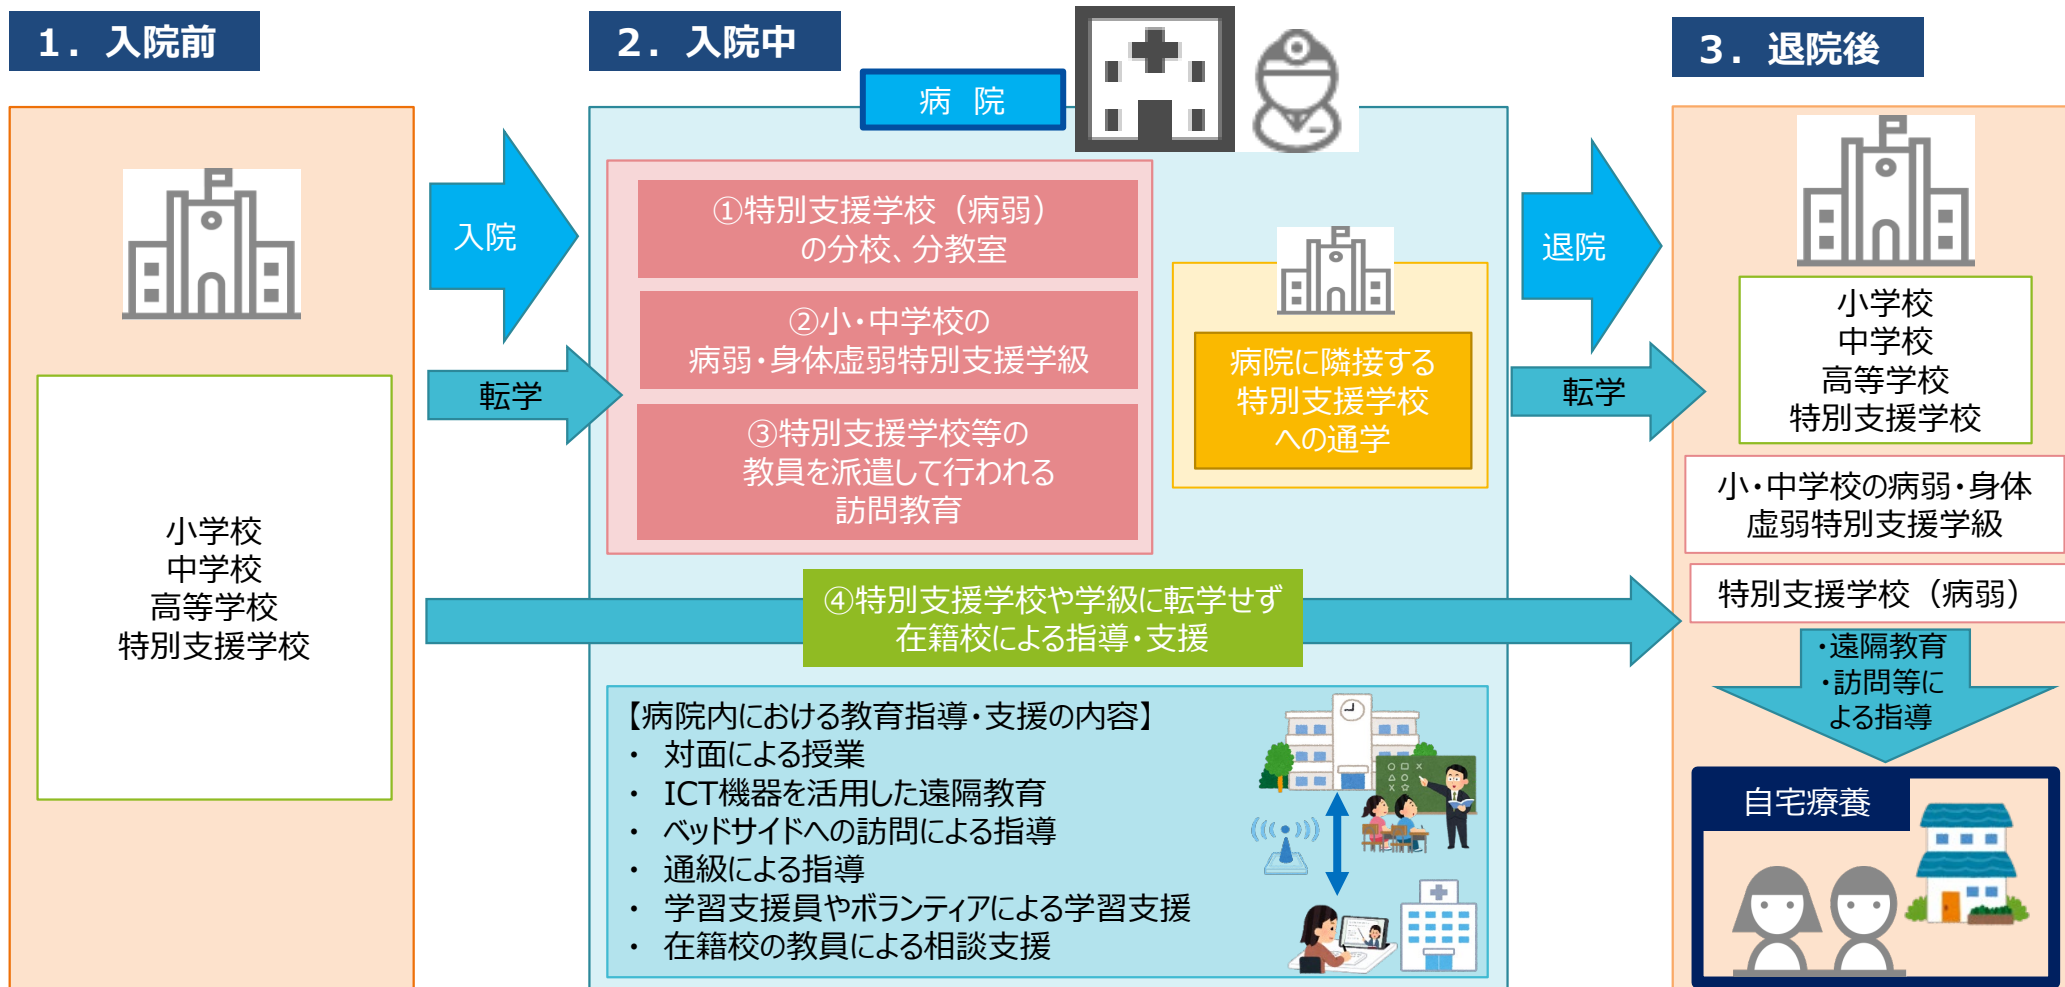 1．入院前
小学校
中学校
高等学校
特別支援学校
入院
転学
2．入院中
病 院
①特別支援学校（病弱）
の分校、分教室
②小・中学校の
病弱・身体虚弱特別支援学級
③特別支援学校等の
教員を派遣して行われる
訪問教育
病院に隣接する
特別支援学校
への通学
④特別支援学校や学級に転学せず
在籍校による指導・支援
【病院内における教育指導・支援の内容】
・ 対面による授業
・ ICT機器を活用した遠隔教育
・ ベッドサイドへの訪問による指導
・ 通級による指導
・ 学習支援員やボランティアによる学習支援
・ 在籍校の教員による相談支援
退院
転学
3．退院後
小学校
中学校
高等学校
特別支援学校
小・中学校の病弱・身体
虚弱特別支援学級
特別支援学校（病弱）
・遠隔教育
・訪問等に
よる指導
自宅療養